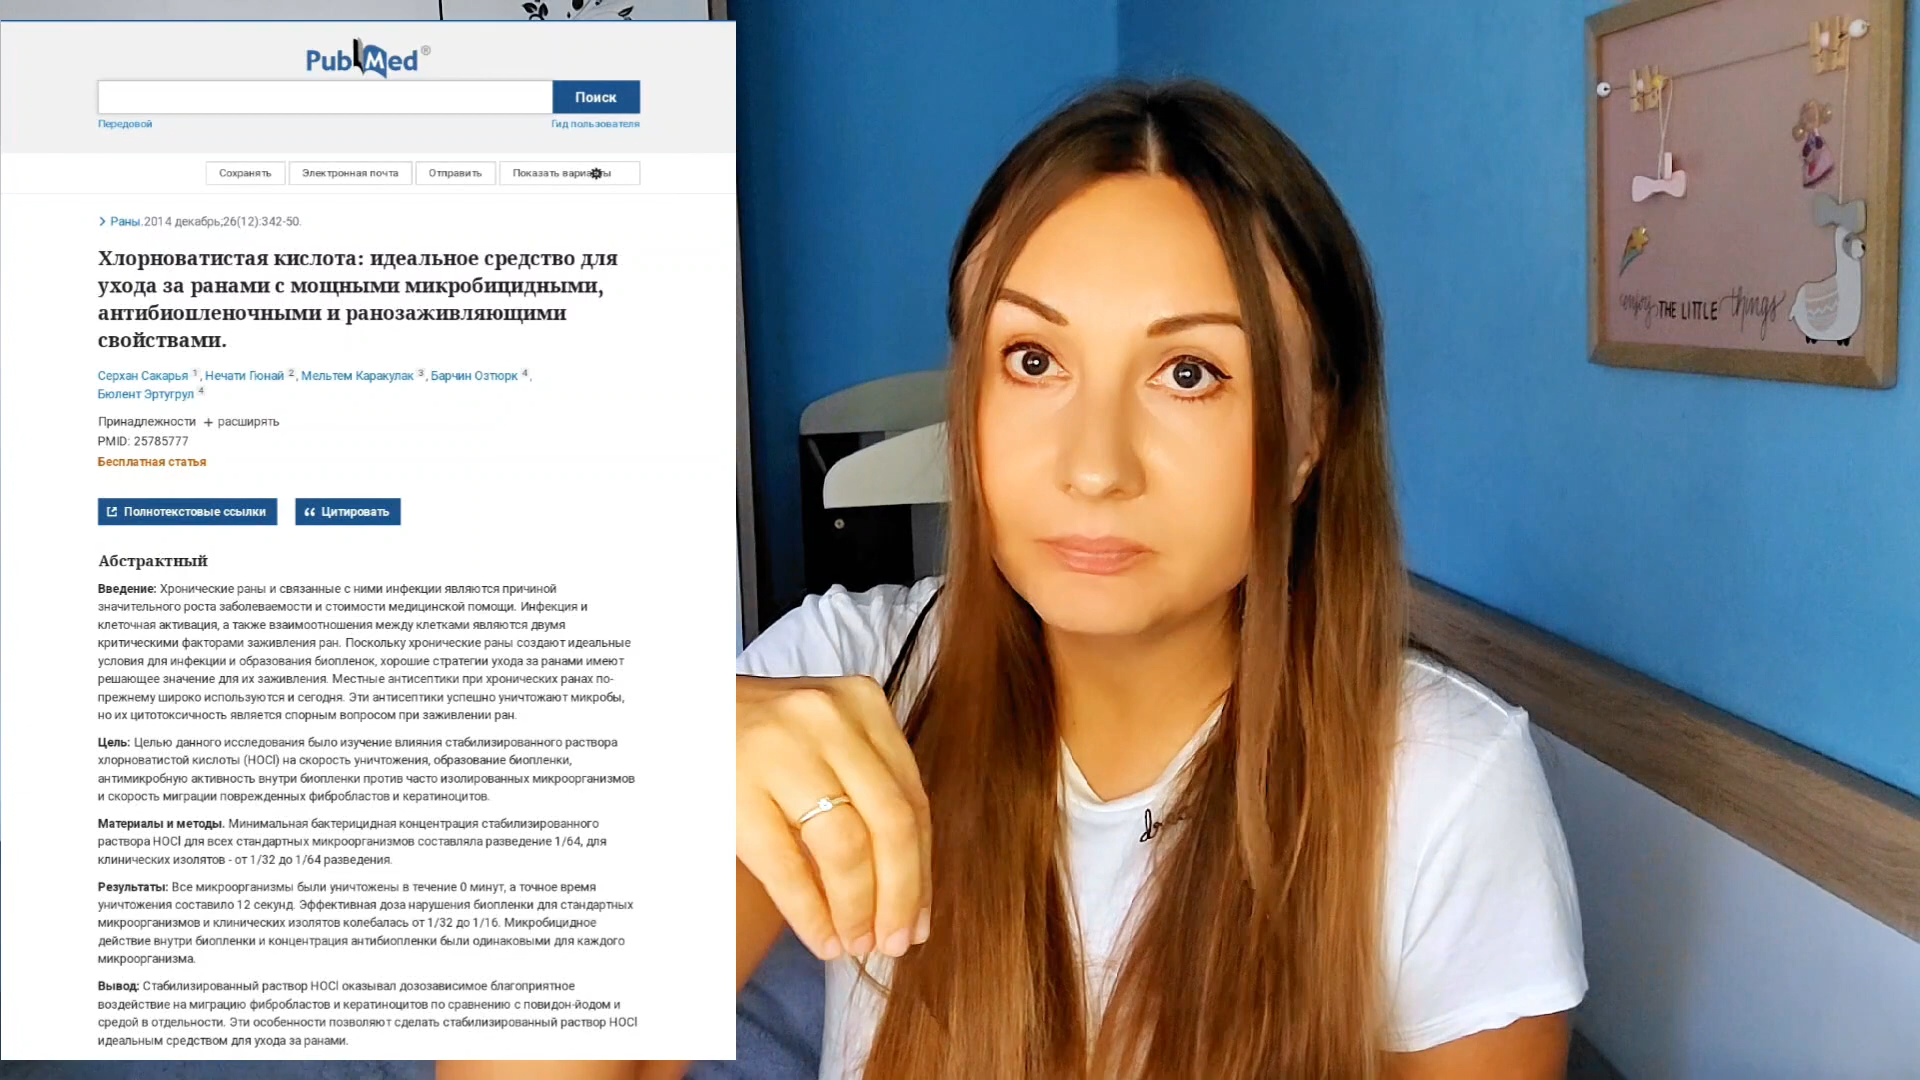 PubMed®
Поиск
Передовой
Гид пользователя
Сохранять
Электронная почта
Отправить
Показать варианты
Раны.2014 декабрь;26(12):342-50.
Хлорноватистая кислота: идеальное средство для
ухода за ранами с мощными микробицидными,
антибиопленочными и ранозаживляющими
свойствами.
Серхан Сакарья 1, Нечати Гюнай 2, Мельтем Каракулак 3, Барчин Озтюрк 4,
Бюлент Эртугрул 4
Принадлежности + расширять
PMID: 25785777
Бесплатная статья
Полнотекстовые ссылки
Цитировать
Абстрактный
Введение: Хронические раны и связанные с ними инфекции являются причиной
значительного роста заболеваемости и стоимости медицинской помощи. Инфекция и
клеточная активация, а также взаимоотношения между клетками являются двумя
критическими факторами заживления ран. Поскольку хронические раны создают идеальные
условия для инфекции и образования биопленок, хорошие стратегии ухода за ранами имеют
решающее значение для их заживления. Местные антисептики при хронических ранах по-
прежнему широко используются и сегодня. Эти антисептики успешно уничтожают микробы,
но их цитотоксичность является спорным вопросом при заживлении ран.
Цель: Целью данного исследования было изучение влияния стабилизированного раствора
хлорноватистой кислоты (HOCl) на скорость уничтожения, образование биопленки,
антимикробную активность внутри биопленки против часто изолированных микроорганизмов
и скорость миграции поврежденных фибробластов и кератиноцитов.
Материалы и методы. Минимальная бактерицидная концентрация стабилизированного
раствора HOCl для всех стандартных микроорганизмов составляла разведение 1/64, для
клинических изолятов - от 1/32 до 1/64 разведения.
Результаты: Все микроорганизмы были уничтожены в течение 0 минут, а точное время
уничтожения составило 12 секунд. Эффективная доза нарушения биопленки для стандартных
микроорганизмов и клинических изолятов колебалась от 1/32 до 1/16. Микробицидное
действие внутри биопленки и концентрация антибиопленки были одинаковыми для каждого
микроорганизма.
Вывод: Стабилизированный раствор HOCl оказывал дозозависимое благоприятное
воздействие на миграцию фибробластов и кератиноцитов по сравнению с повидон-йодом и
средой в отдельности. Эти особенности позволяют сделать стабилизированный раствор HOCl
идеальным средством для ухода за ранами.
enjoy THE LITTLE things